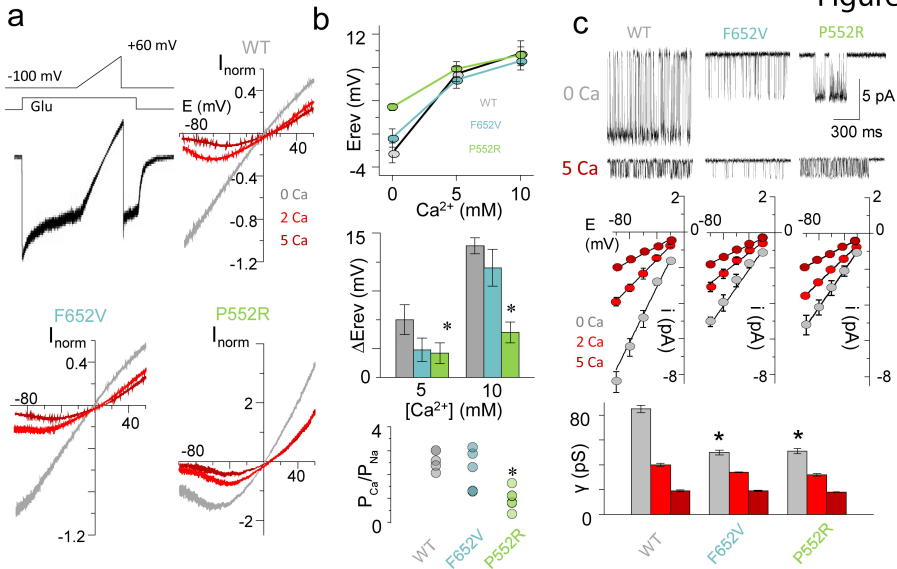 Figure
a
+60 mV
-100 mV
Glu
WT
Inorm
E (mV)
-80
0.4
40
-0.4
-0.8
-1.2
0 Ca
2 Ca
5 Ca
F652V
Inorm
0.4
-80
40
-1.2
P552R
Inorm
2
-80
40
-2
b
12
Erev (mV)
-4
WT
F652V
P552R
0
5
10
Ca2+ (mM)
15
ΔErev (mV)
0
*
*
5
10
[Ca2+] (mM)
4
PCa/PNa
0
*
WT
F652V
P552R
c
WT
F652V
P552R
0 Ca
5 pA
300 ms
5 Ca
E
(mV)
-80
2
0
-80
2
0
-80
2
0
i (pA)
i (pA)
i (pA)
0 Ca
2 Ca
5 Ca
-8
-8
-8
80
γ (pS)
40
0
*
*
WT
F652V
P552R